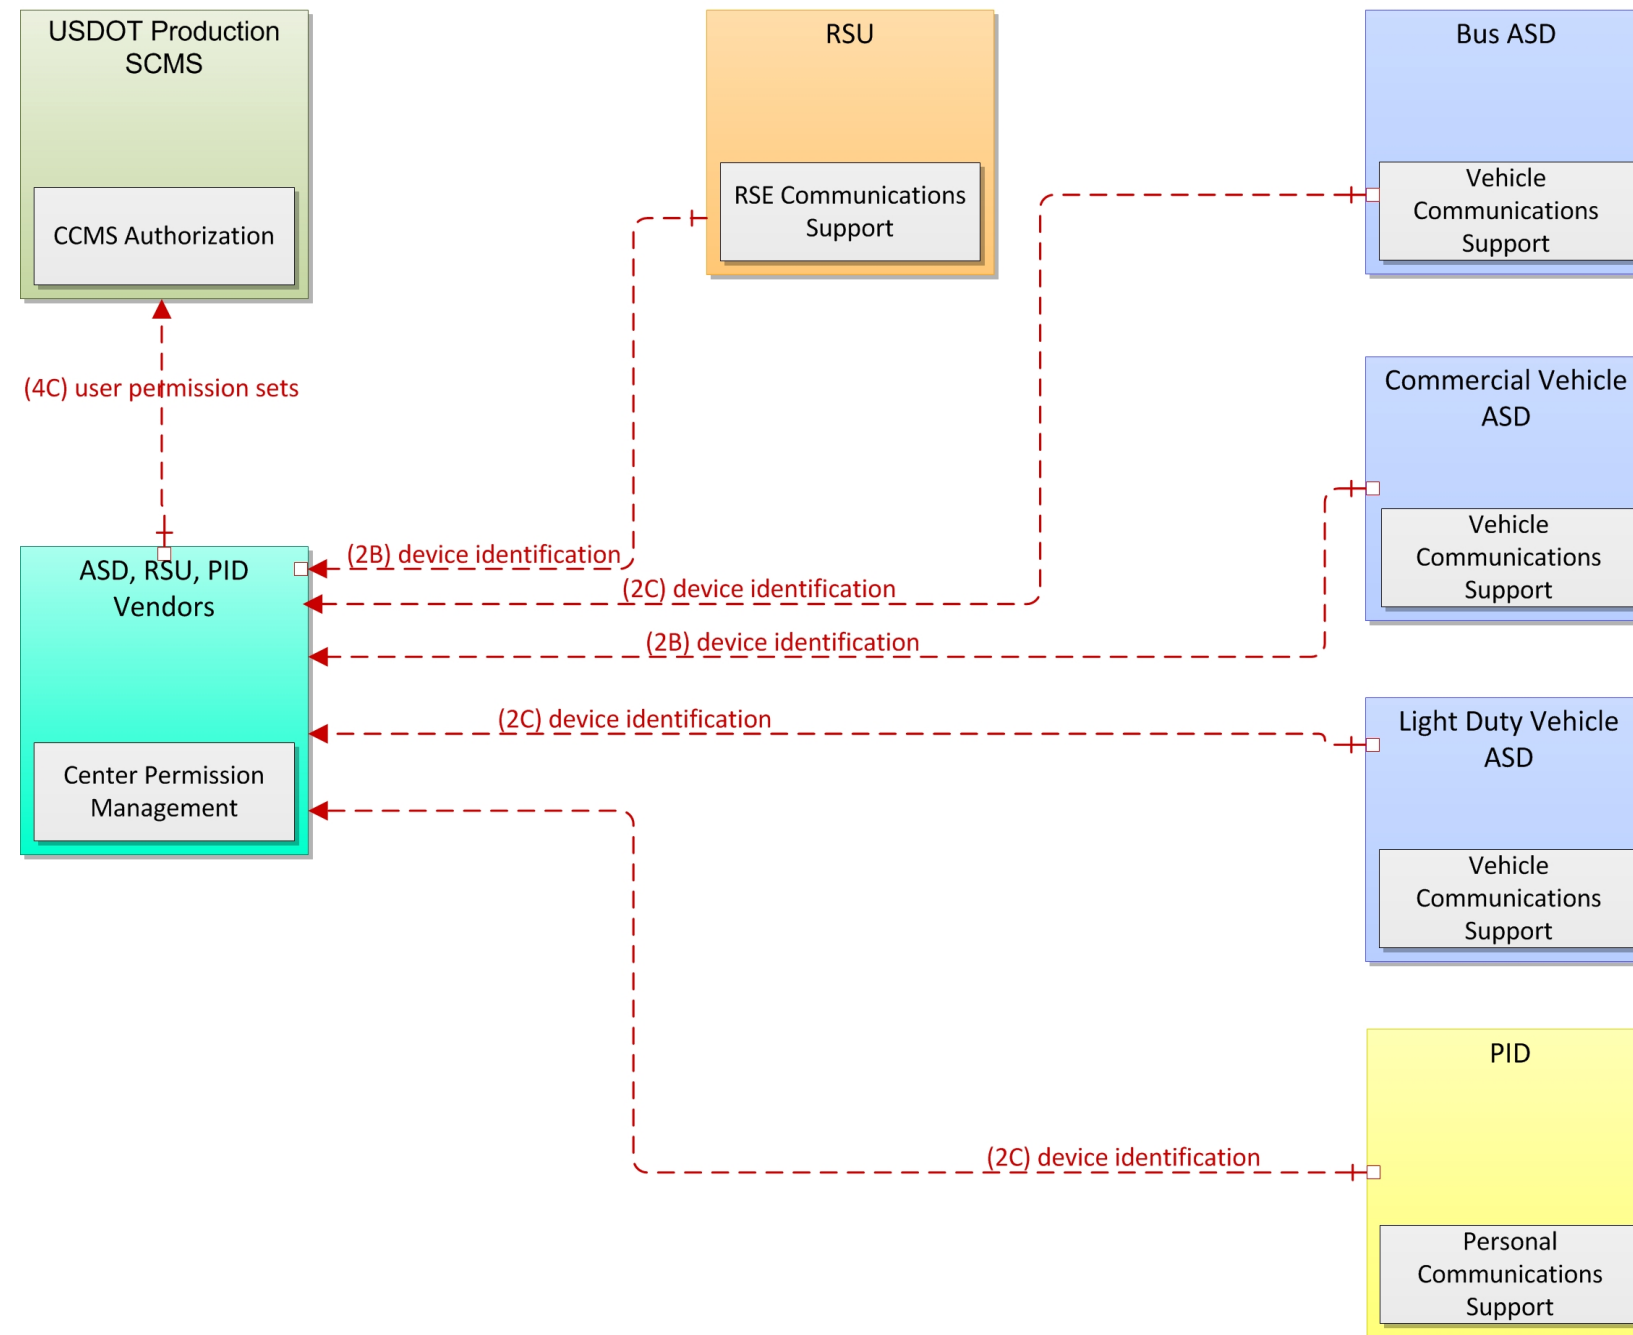 USDOT Production
SCMS
CCMS Authorization
RSU
RSE Communications
Support
Bus ASD
Vehicle
Communications
Support
(4C) user permission sets
Commercial Vehicle
ASD
Vehicle
Communications
Support
ASD, RSU, PID
Vendors
Center Permission
Management
(2B) device identification
(2C) device identification
(2B) device identification
(2C) device identification
Light Duty Vehicle
ASD
Vehicle
Communications
Support
(2C) device identification
PID
Personal
Communications
Support